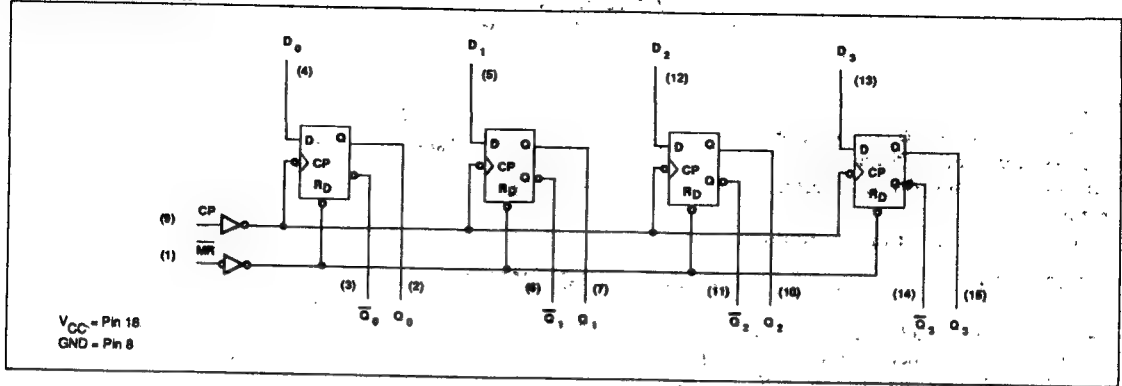 D0 D1 D2 D3
(4) (5) (12) (13)
D Q D Q D Q D Q
CP CP Q CP Q CP Q
RD RD RD RD
(9) CP
(1) MR
(3) (2) (6) (7) (11) (10) (14) (15)
Q0 Q0 Q1 Q1 Q2 Q2 Q3 Q3
VCC = Pin 16
GND = Pin 8